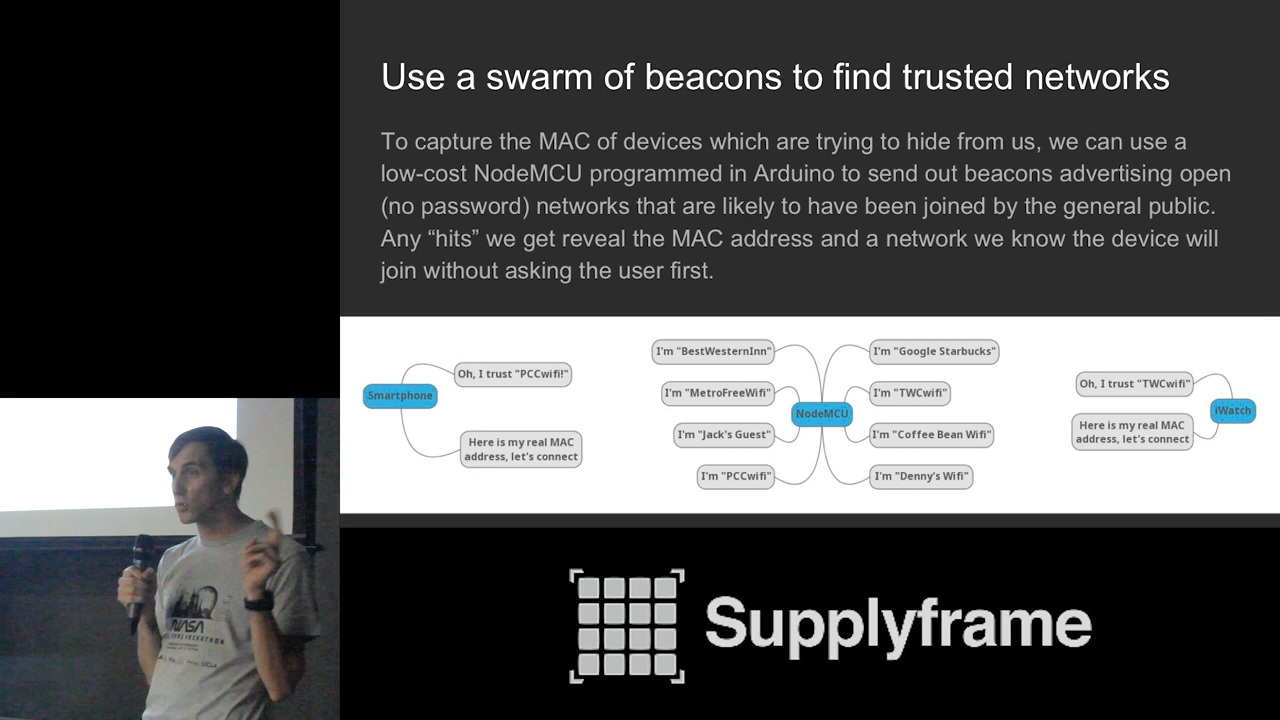 Use a swarm of beacons to find trusted networks
To capture the MAC of devices which are trying to hide from us, we can use a
low-cost NodeMCU programmed in Arduino to send out beacons advertising open
(no password) networks that are likely to have been joined by the general public.
Any “hits” we get reveal the MAC address and a network we know the device will
join without asking the user first.
Smartphone
Oh, I trust "PCCwifi!"
Here is my real MAC
address, let's connect
I'm "BestWesternInn"
I'm "MetroFreeWifi"
I'm "Jack's Guest"
I'm "PCCwifi"
NodeMCU
I'm "Google Starbucks"
I'm "TWCwifi"
I'm "Coffee Bean Wifi"
I'm "Denny's Wifi"
Oh, I trust "TWCwifi"
Here is my real MAC
address, let's connect
iWatch
NASA
Supplyframe